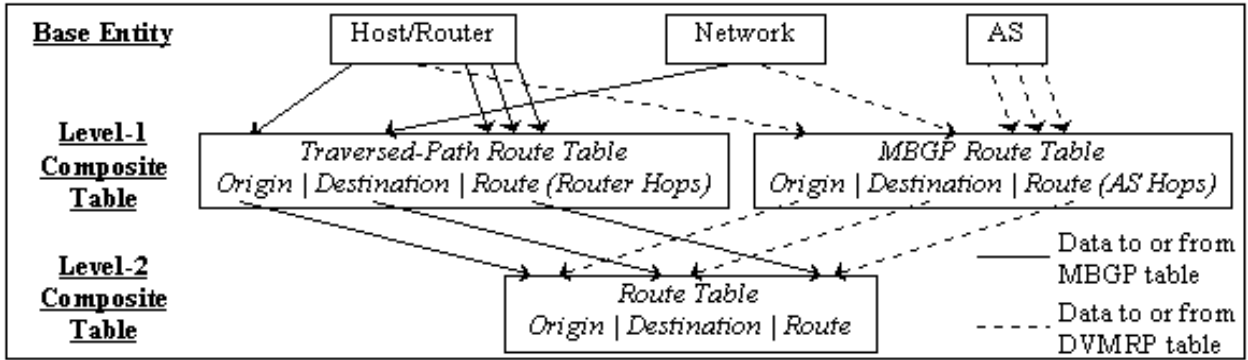 Base Entity
Host/Router
Network
AS
Level-1
Composite
Table
Traversed-Path Route Table
Origin | Destination | Route (Router Hops)
MBGP Route Table
Origin | Destination | Route (AS Hops)
Level-2
Composite
Table
Route Table
Origin | Destination | Route
Data to or from
MBGP table
Data to or from
DVMRP table